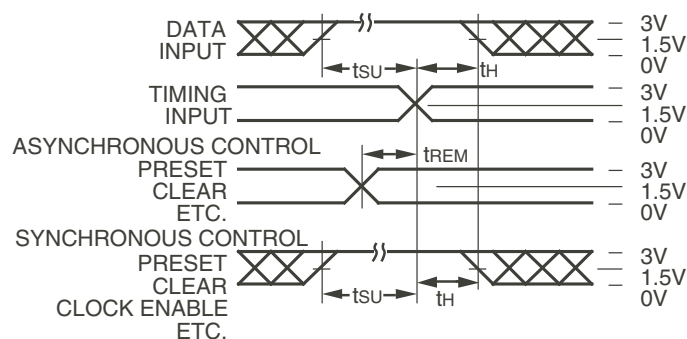 DATA
INPUT
3V
1.5V
0V
tSU
tH
TIMING
INPUT
3V
1.5V
0V
ASYNCHRONOUS CONTROL
PRESET
CLEAR
ETC.
tREM
3V
1.5V
0V
SYNCHRONOUS CONTROL
PRESET
CLEAR
CLOCK ENABLE
ETC.
3V
1.5V
0V
tSU
tH